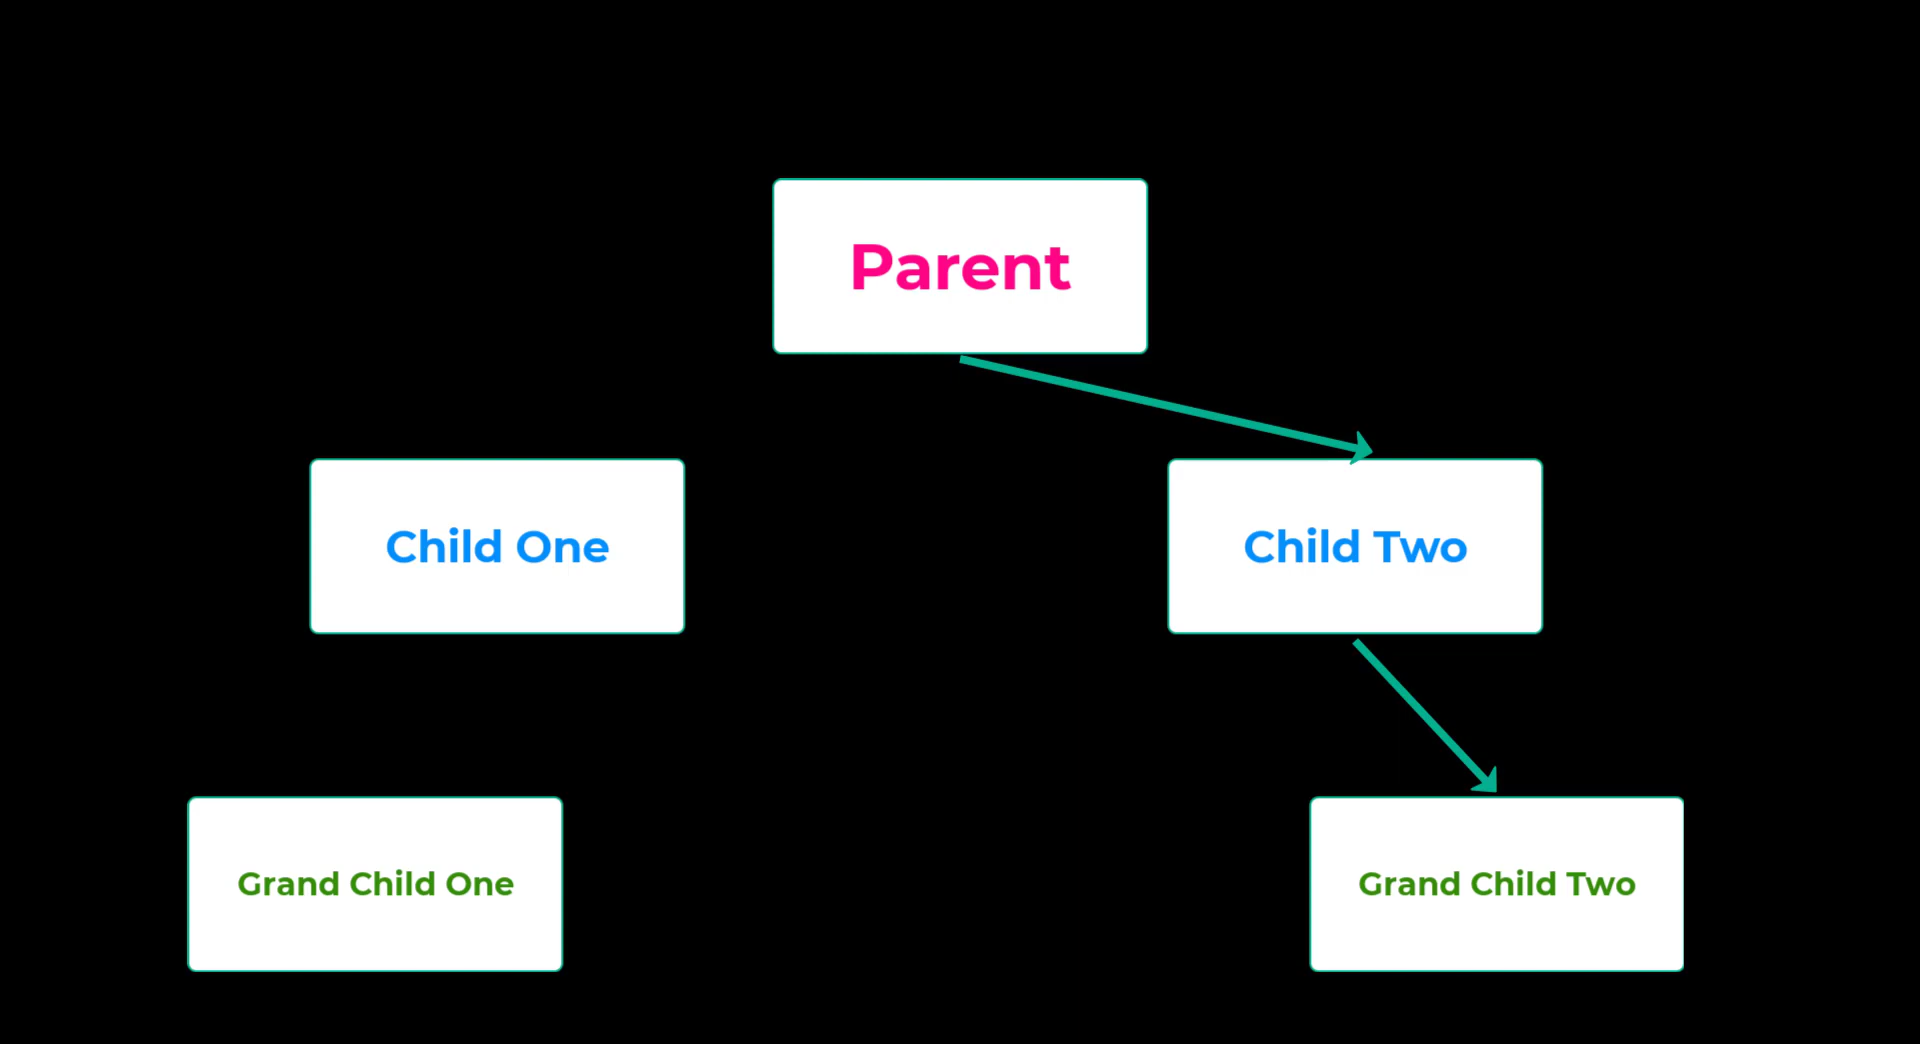 Parent
Child One
Child Two
Grand Child One
Grand Child Two